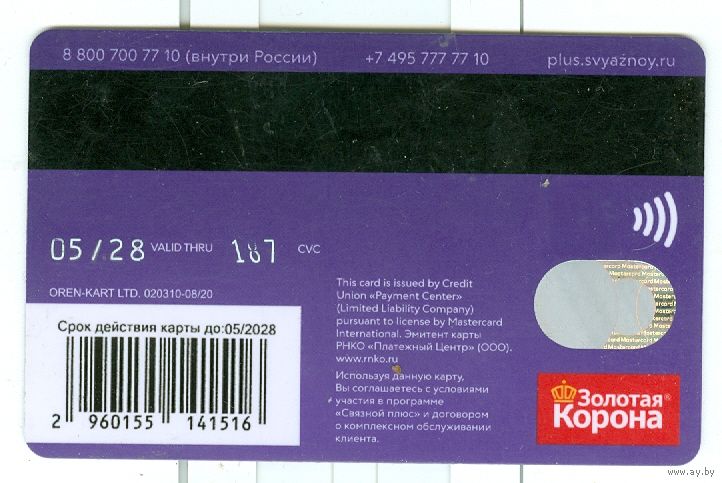 8 800 700 77 10 (внутри России) +7 495 777 77 10 plus.svyaznoy.ru
05/28 VALID THRU CVC
OREN-KART LTD. 020310-08/20
Срок действия карты до:05/2028
2 960155 141516
This card is issued by Credit
Union «Payment Center»
(Limited Liability Company)
pursuant to license by Mastercard
International. Эмитент карты
РНКО «Платежный Центр» (ООО).
www.rnko.ru
Используя данную карту,
Вы соглашаетесь с условиями
участия в программе
«Связной плюс» и договором
о комплексном обслуживании
клиента.
Золотая®
Корона
www.ay.by